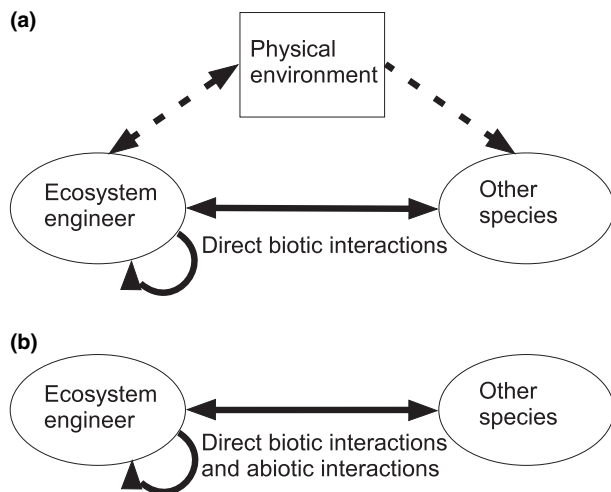 (a)
Physical
environment
Ecosystem
engineer
Other
species
Direct biotic interactions
(b)
Ecosystem
engineer
Other
species
Direct biotic interactions
and abiotic interactions